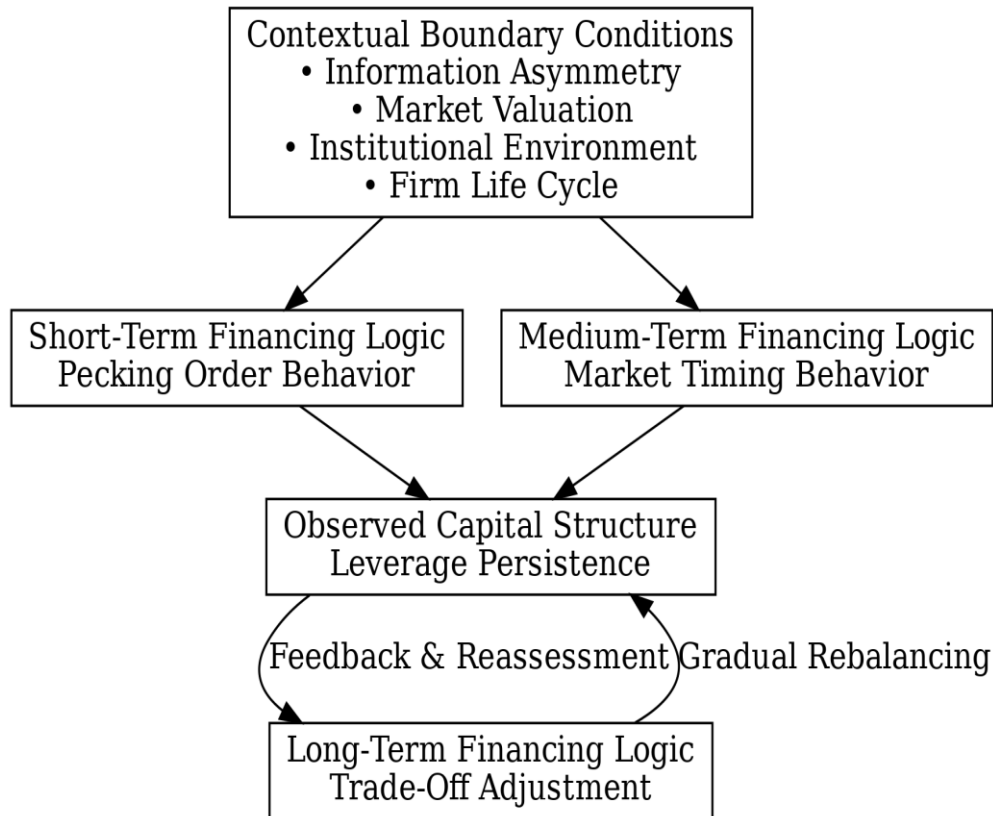 Contextual Boundary Conditions
• Information Asymmetry
• Market Valuation
• Institutional Environment
• Firm Life Cycle
Short-Term Financing Logic
Pecking Order Behavior
Medium-Term Financing Logic
Market Timing Behavior
Observed Capital Structure
Leverage Persistence
Feedback & Reassessment
Gradual Rebalancing
Long-Term Financing Logic
Trade-Off Adjustment